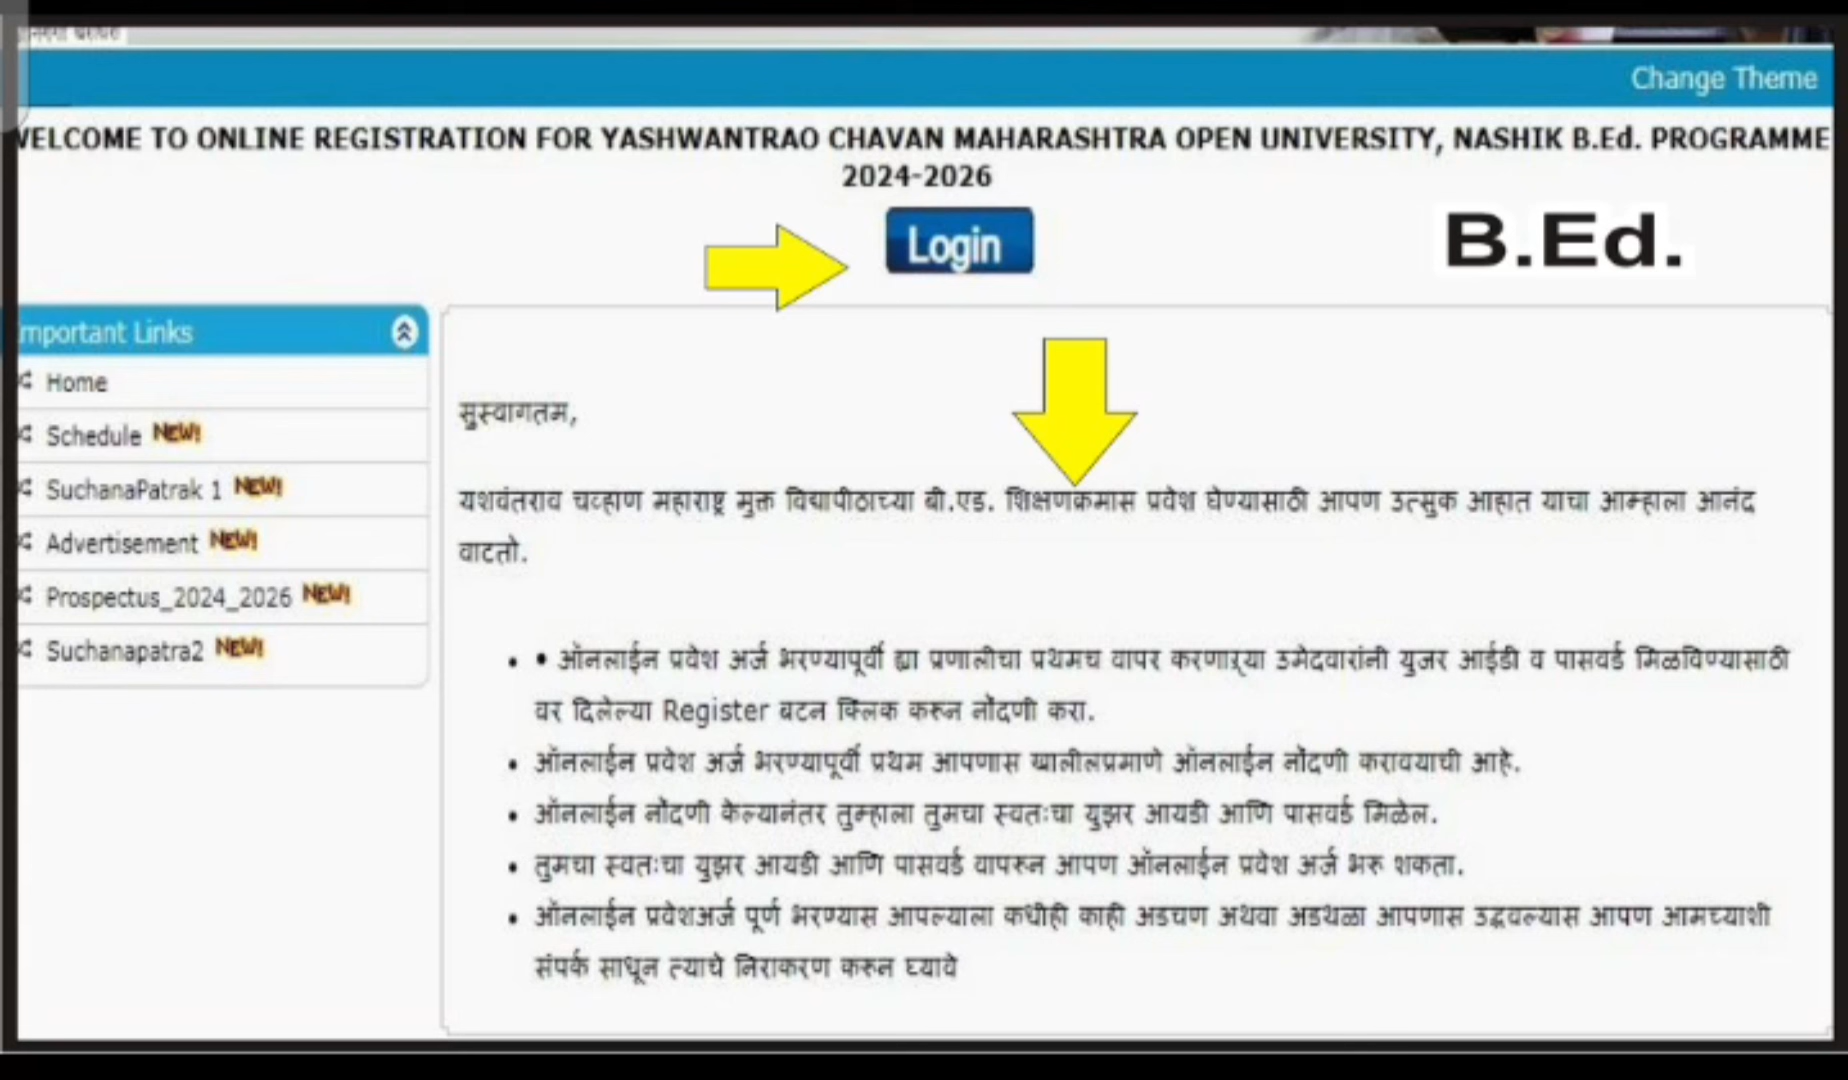 Change Theme
WELCOME TO ONLINE REGISTRATION FOR YASHWANTRAO CHAVAN MAHARASHTRA OPEN UNIVERSITY, NASHIK B.Ed. PROGRAMME
2024-2026
Login
B.Ed.
mportant Links
Home
Schedule NEW!
SuchanaPatrak 1 NEW!
Advertisement NEW!
Prospectus_2024_2026 NEW!
Suchanapatra2 NEW!
सुस्वागतम,
यशवंतराव चव्हाण महाराष्ट्र मुक्त विद्यापीठाच्या बी.एड. शिक्षणक्रमास प्रवेश घेण्यासाठी आपण उत्सुक आहात याचा आम्हाला आनंद
वाटतो.
• • ऑनलाईन प्रवेश अर्ज भरण्यापूर्वी ह्या प्रणालीचा प्रथमच वापर करणाऱ्या उमेदवारांनी युजर आईडी व पासवर्ड मिळविण्यासाठी
वर दिलेल्या Register बटन क्लिक करून नोंदणी करा.
• ऑनलाईन प्रवेश अर्ज भरण्यापूर्वी प्रथम आपणास खालीलप्रमाणे ऑनलाईन नोंदणी करावयाची आहे.
• ऑनलाईन नोंदणी केल्यानंतर तुम्हाला तुमचा स्वतःचा युझर आयडी आणि पासवर्ड मिळेल.
• तुमचा स्वतःचा युझर आयडी आणि पासवर्ड वापरून आपण ऑनलाईन प्रवेश अर्ज भरू शकता.
• ऑनलाईन प्रवेशअर्ज पूर्ण भरण्यास आपल्याला कधीही काही अडचण अथवा अडथळा आपणास उद्भवल्यास आपण आमच्याशी
संपर्क साधून त्याचे निराकरण करून घ्यावे